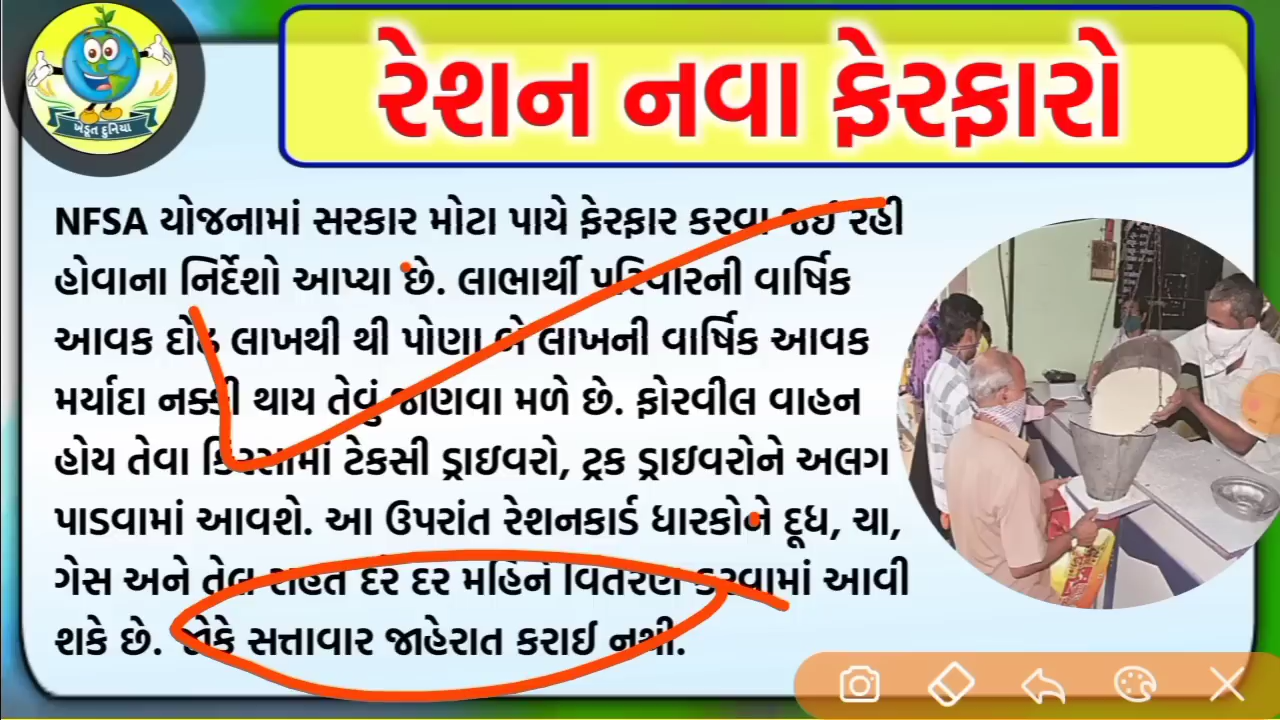 ખેડૂત દુનિયા
રેશન નવા ફેરફારો
NFSA યોજનામાં સરકાર મોટા પાયે ફેરફાર કરવા જઈ રહી
હોવાના નિર્દેશો આપ્યા છે. લાભાર્થી પરિવારની વાર્ષિક
આવક દોઢ લાખથી થી પોણા બે લાખની વાર્ષિક આવક
મર્યાદા નક્કી થાય તેવું જાણવા મળે છે. ફોરવીલ વાહન
હોય તેવા કિસ્સામાં ટેકસી ડ્રાઇવરો, ટ્રક ડ્રાઇવરોને અલગ
પાડવામાં આવશે. આ ઉપરાંત રેશનકાર્ડ ધારકોને દૂધ, ચા,
ગેસ અને તેલ રાહત દરે દર મહિને વિતરણ કરવામાં આવી
શકે છે. જોકે સત્તાવાર જાહેરાત કરાઈ નથી.